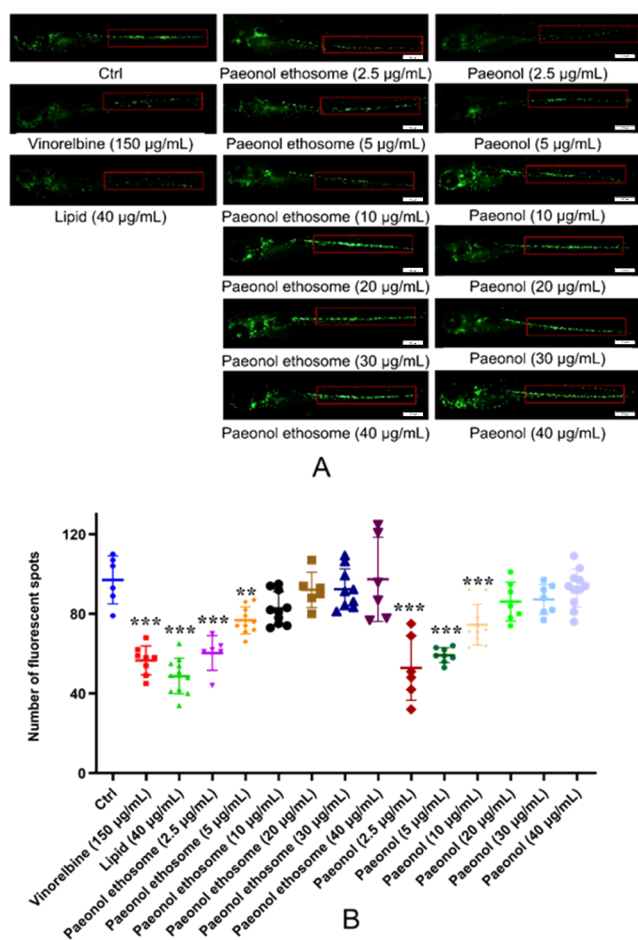 Ctrl
Paeonol ethosome (2.5 µg/mL)
Paeonol (2.5 µg/mL)
Vinorelbine (150 µg/mL)
Paeonol ethosome (5 µg/mL)
Paeonol (5 µg/mL)
Lipid (40 µg/mL)
Paeonol ethosome (10 µg/mL)
Paeonol (10 µg/mL)
Paeonol ethosome (20 µg/mL)
Paeonol (20 µg/mL)
Paeonol ethosome (30 µg/mL)
Paeonol (30 µg/mL)
Paeonol ethosome (40 µg/mL)
Paeonol (40 µg/mL)
A
Number of fluorescent spots
120
80
40
0
***
***
***
**
***
***
***
Ctrl
Vinorelbine (150 µg/mL)
Lipid (40 µg/mL)
Paeonol ethosome (2.5 µg/mL)
Paeonol ethosome (5 µg/mL)
Paeonol ethosome (10 µg/mL)
Paeonol ethosome (20 µg/mL)
Paeonol ethosome (30 µg/mL)
Paeonol ethosome (40 µg/mL)
Paeonol (2.5 µg/mL)
Paeonol (5 µg/mL)
Paeonol (10 µg/mL)
Paeonol (20 µg/mL)
Paeonol (30 µg/mL)
Paeonol (40 µg/mL)
B